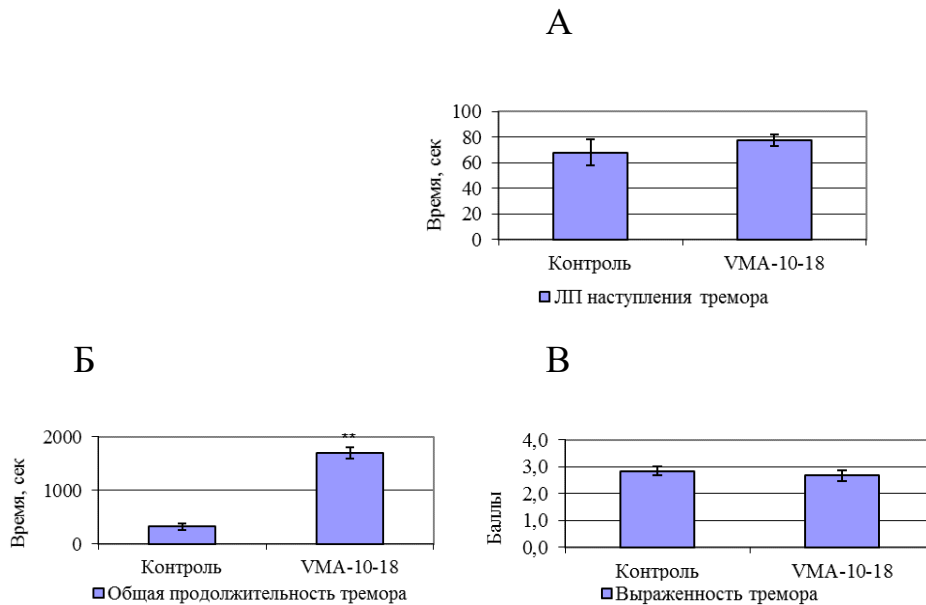 А
Время, сек
100
80
60
40
20
0
Контроль VMA-10-18
ЛП наступления тремора
Б
Время, сек
2000
1000
0
**
Контроль VMA-10-18
Общая продолжительность тремора
В
Баллы
4,0
3,0
2,0
1,0
0,0
Контроль VMA-10-18
Выраженность тремора